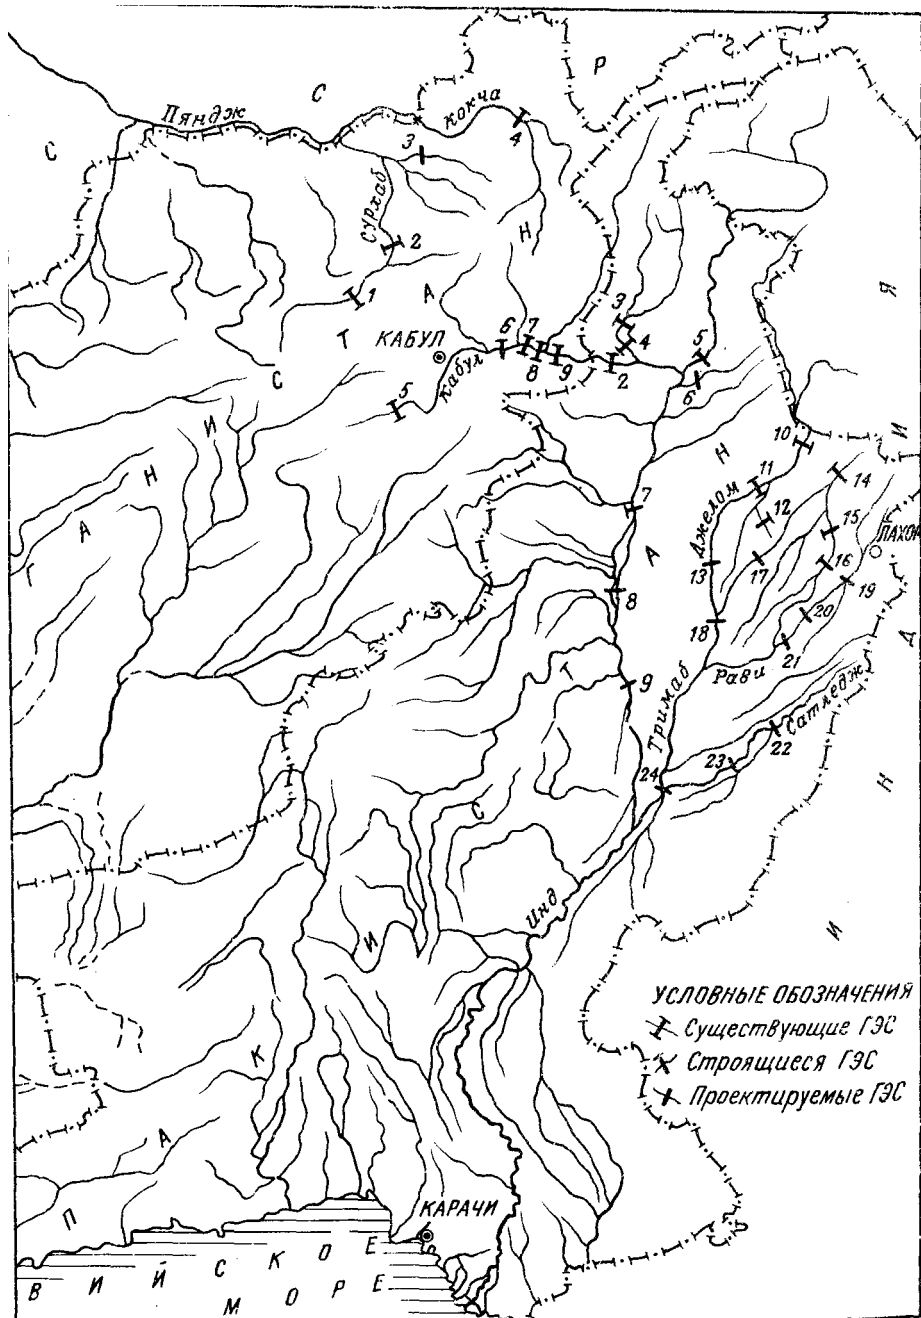 С С С Р
Пяндж
Кокча
3
4
Сурхаб
2
1
КАБУЛ
Кабул
5
6
7
8
9
Г А Н И С Т А Н
3
4
2
5
6
7
8
9
10
11
12
13
14
15
16
17
18
19
20
21
22
23
24
Джелом
ЛАХОР
Рави
Тримаб
Сатледж
Инд
П А К И С Т А Н
И Н Д И Я
УСЛОВНЫЕ ОБОЗНАЧЕНИЯ
Существующие ГЭС
Строящиеся ГЭС
Проектируемые ГЭС
КАРАЧИ
В И Й С К О Е
М О Р Е